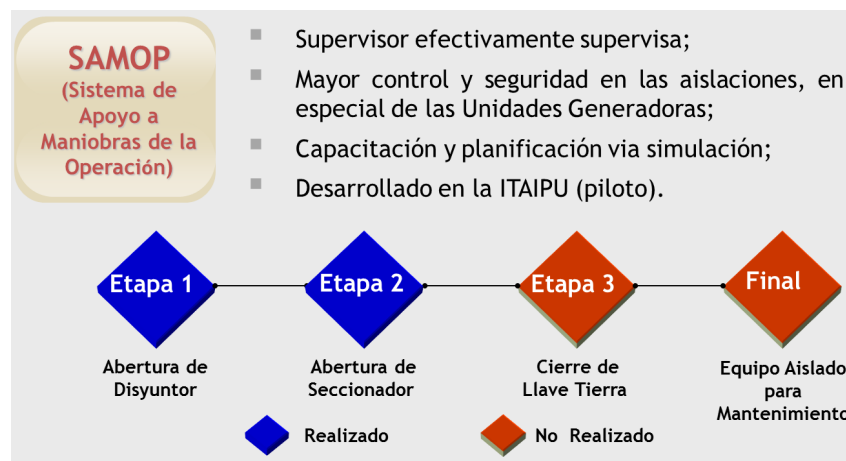 SAMOP
(Sistema de
Apoyo a
Maniobras de la
Operación)
Supervisor efectivamente supervisa;
Mayor control y seguridad en las aislaciones, en
especial de las Unidades Generadoras;
Capacitación y planificación via simulación;
Desarrollado en la ITAIPU (piloto).
Etapa 1
Etapa 2
Etapa 3
Final
Abertura de
Disyuntor
Abertura de
Seccionador
Cierre de
Llave Tierra
Equipo Aislado
para
Mantenimiento
Realizado
No Realizado